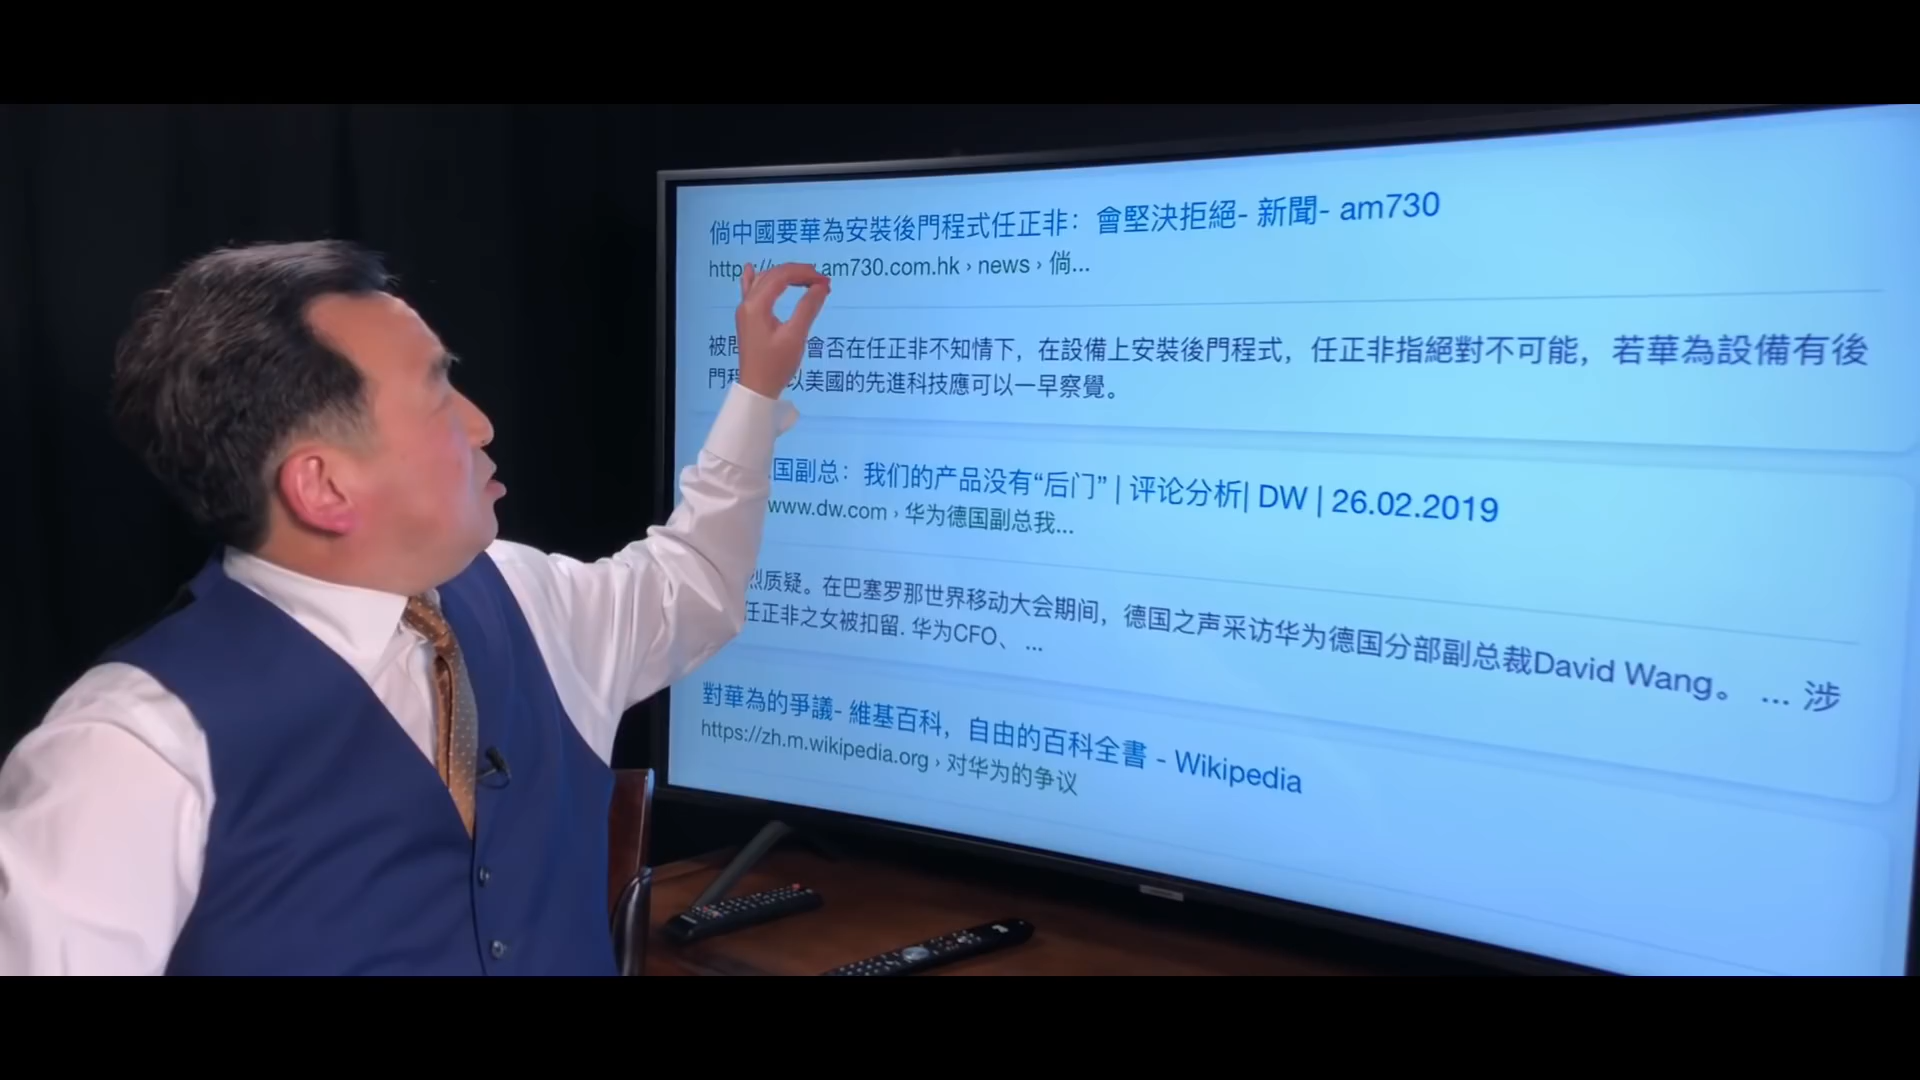 倘中國要華為安裝後門程式任正非：會堅決拒絕- 新聞- am730
http://www.am730.com.hk › news › 倘...
被問 會否在任正非不知情下，在設備上安裝後門程式，任正非指絕對不可能，若華為設備有後
門程 以美國的先進科技應可以一早察覺。
国副总：我们的产品没有“后门” | 评论分析| DW | 26.02.2019
www.dw.com › 华为德国副总我...
烈质疑。在巴塞罗那世界移动大会期间，德国之声采访华为德国分部副总裁David Wang。 ... 涉
任正非之女被扣留. 华为CFO、 ...
對華為的爭議- 維基百科，自由的百科全書 - Wikipedia
https://zh.m.wikipedia.org › 对华为的争议